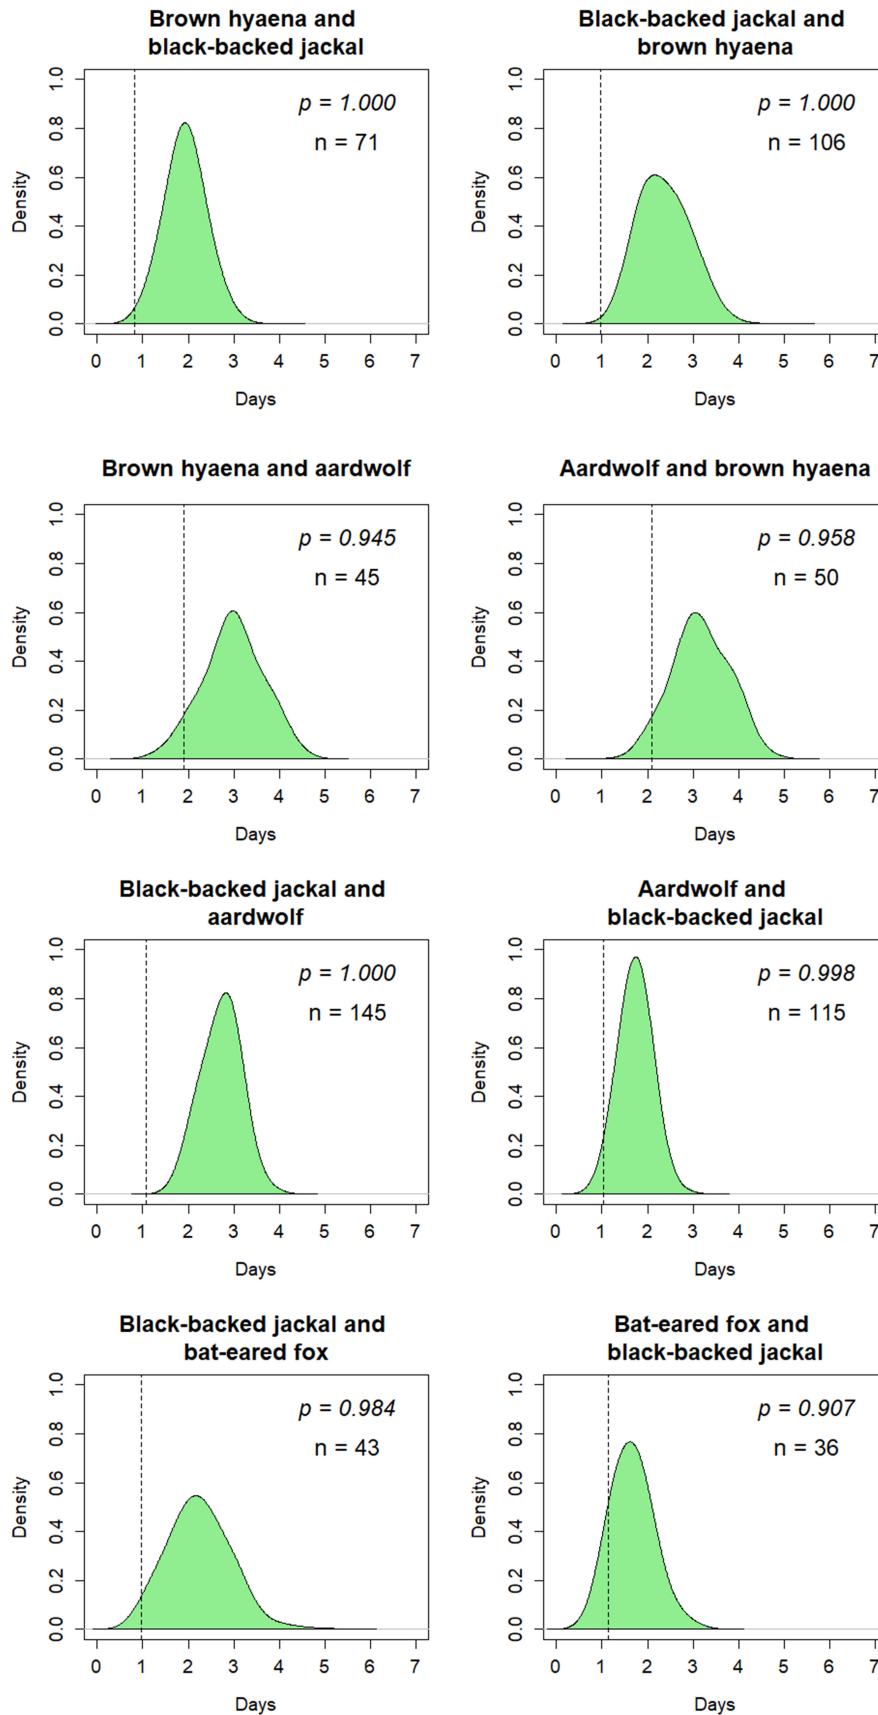 Brown hyaena and
black-backed jackal
p = 1.000
n = 71
Density
0.0 0.2 0.4 0.6 0.8 1.0
0 1 2 3 4 5 6 7
Days
Black-backed jackal and
brown hyaena
p = 1.000
n = 106
Density
0.0 0.2 0.4 0.6 0.8 1.0
0 1 2 3 4 5 6 7
Days
Brown hyaena and aardwolf
p = 0.945
n = 45
Density
0.0 0.2 0.4 0.6 0.8 1.0
0 1 2 3 4 5 6 7
Days
Aardwolf and brown hyaena
p = 0.958
n = 50
Density
0.0 0.2 0.4 0.6 0.8 1.0
0 1 2 3 4 5 6 7
Days
Black-backed jackal and
aardwolf
p = 1.000
n = 145
Density
0.0 0.2 0.4 0.6 0.8 1.0
0 1 2 3 4 5 6 7
Days
Aardwolf and
black-backed jackal
p = 0.998
n = 115
Density
0.0 0.2 0.4 0.6 0.8 1.0
0 1 2 3 4 5 6 7
Days
Black-backed jackal and
bat-eared fox
p = 0.984
n = 43
Density
0.0 0.2 0.4 0.6 0.8 1.0
0 1 2 3 4 5 6 7
Days
Bat-eared fox and
black-backed jackal
p = 0.907
n = 36
Density
0.0 0.2 0.4 0.6 0.8 1.0
0 1 2 3 4 5 6 7
Days